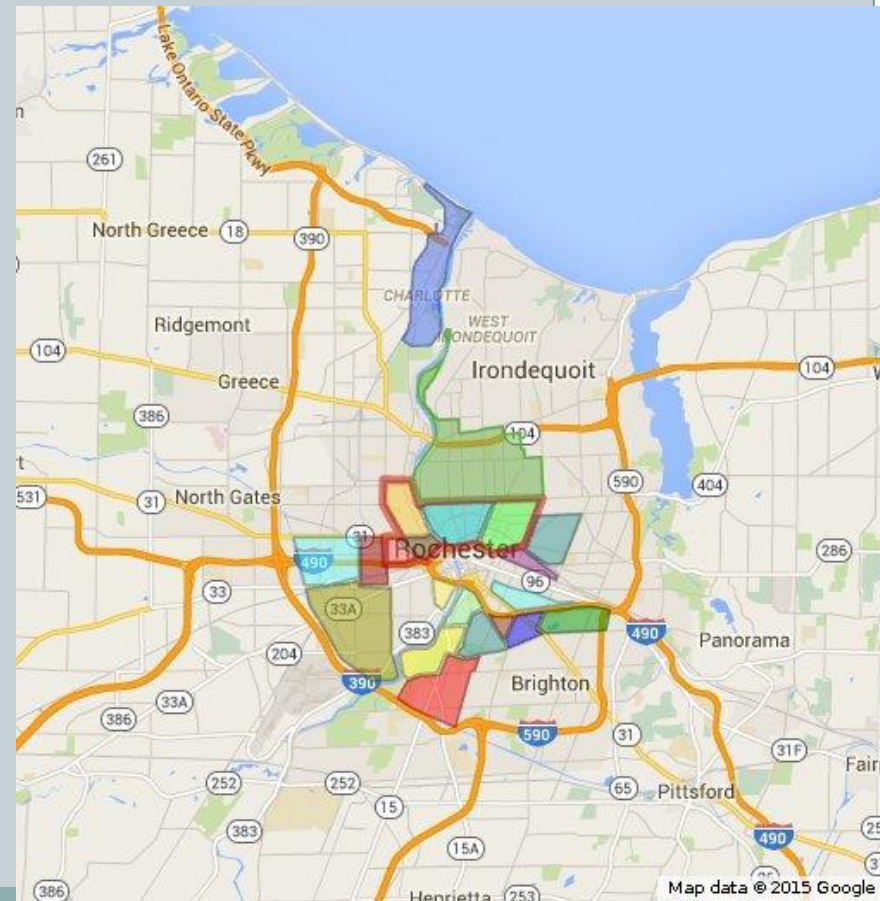 Lake Ontario State Pkwy
261
North Greece
18
390
CHARLOTTE
WEST
IRONDEQUOIT
Ridgemont
104
Irondequoit
104
Greece
386
104
590
404
531
31
North Gates
31
Rochester
490
286
33
96
33A
383
490
Panorama
204
390
Brighton
33A
386
590
31
31F
Fair
252
252
65
Pittsford
15
383
490
15A
386
Henrietta
253
Map data © 2015 Google